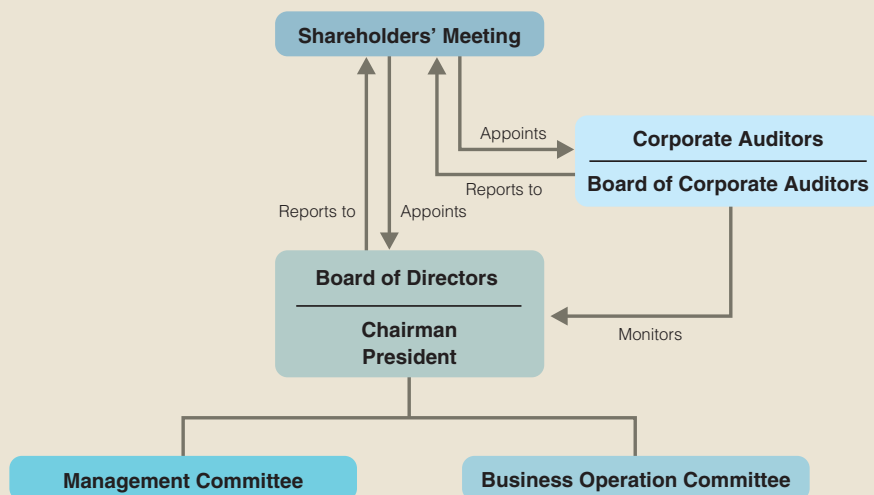 Shareholders' Meeting
Appoints
Corporate Auditors
Board of Corporate Auditors
Reports to
Reports to
Appoints
Board of Directors
Chairman
President
Monitors
Management Committee
Business Operation Committee